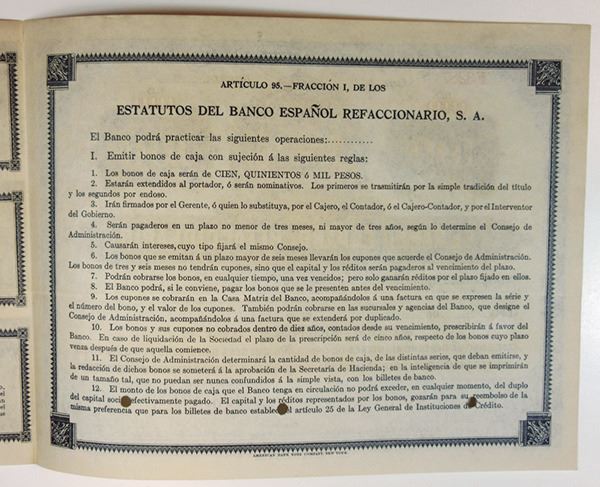 ARTÍCULO 95.—FRACCIÓN I, DE LOS
ESTATUTOS DEL BANCO ESPAÑOL REFACCIONARIO, S. A.
El Banco podrá practicar las siguientes operaciones:............
I. Emitir bonos de caja con sujeción á las siguientes reglas:
1. Los bonos de caja serán de CIEN, QUINIENTOS ó MIL PESOS.
2. Estarán extendidos al portador, ó serán nominativos. Los primeros se trasmitirán por la simple tradición del título
y los segundos por endoso.
3. Irán firmados por el Gerente, ó quien lo substituya, por el Cajero, el Contador, ó el Cajero-Contador, y por el Interventor
del Gobierno.
4. Serán pagaderos en un plazo no menor de tres meses, ni mayor de tres años, según lo determine el Consejo de
Administración.
5. Causarán intereses, cuyo tipo fijará el mismo Consejo.
6. Los bonos que se emitan á un plazo mayor de seis meses llevarán los cupones que acuerde el Consejo de Administración.
Los bonos de tres y seis meses no tendrán cupones, sino que el capital y los réditos serán pagaderos al vencimiento del plazo.
7. Podrán cobrarse los bonos, en cualquier tiempo, una vez vencidos; pero solo ganarán réditos por el plazo fijado en ellos.
8. El Banco podrá, si le conviene, pagar los bonos que se le presenten antes del vencimiento.
9. Los cupones se cobrarán en la Casa Matriz del Banco, acompañándolos á una factura en que se expresen la série y
el número del bono, y el valor de los cupones. También podrán cobrarse en las sucursales y agencias del Banco, que designe el
Consejo de Administración, acompañándolos á una factura que se extenderá por duplicado.
10. Los bonos y sus cupones no cobrados dentro de diez años, contados desde su vencimiento, prescribirán á favor del
Banco. En caso de liquidación de la Sociedad el plazo de la prescripción será de cinco años, respecto de los bonos cuyo plazo
venza después de que aquella comience.
11. El Consejo de Administración determinará la cantidad de bonos de caja, de las distintas series, que deban emitirse, y
la redacción de dichos bonos se someterá á la aprobación de la Secretaría de Hacienda; en la inteligencia de que se imprimirán
de un tamaño tal, que no puedan ser nunca confundidos á la simple vista, con los billetes de banco.
12. El monto de los bonos de caja que el Banco tenga en circulación no podrá exceder, en cualquier momento, del duplo
del capital social efectivamente pagado. El capital y los réditos representados por los bonos, gozarán para su reembolso de la
misma preferencia que para los billetes de banco establece el artículo 25 de la Ley General de Instituciones de Crédito.
AMERICAN BANK NOTE COMPANY, NEW YORK.